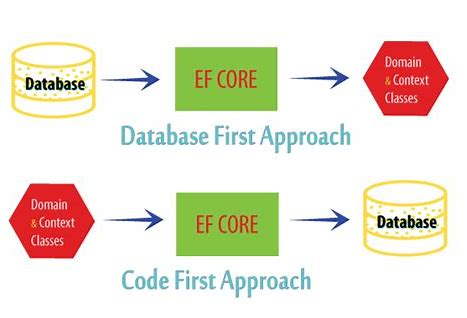 Database
EF CORE
Domain
& Context
Classes
Database First Approach
Domain
& Context
Classes
EF CORE
Database
Code First Approach